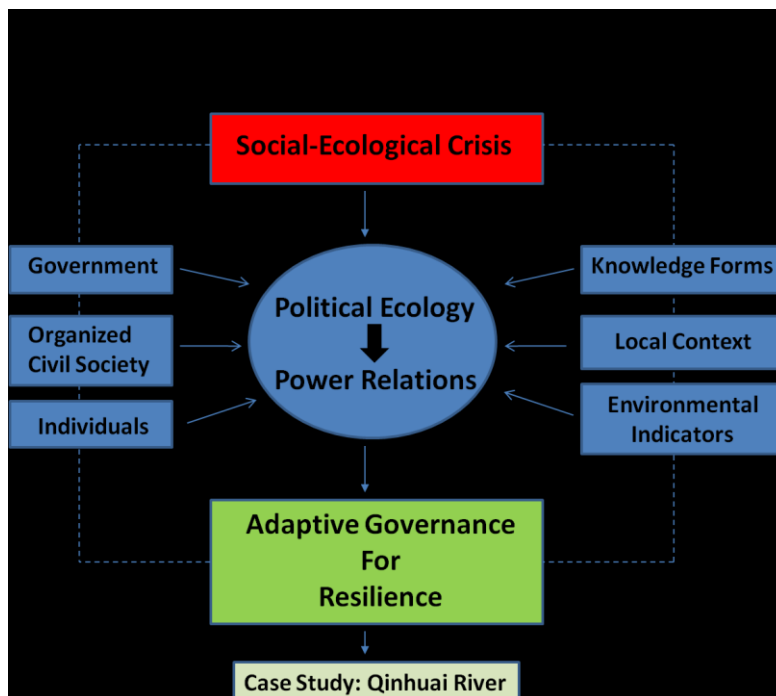 Social-Ecological Crisis
Government
Organized
Civil Society
Individuals
Political Ecology
Power Relations
Knowledge Forms
Local Context
Environmental
Indicators
Adaptive Governance
For
Resilience
Case Study: Qinhuai River